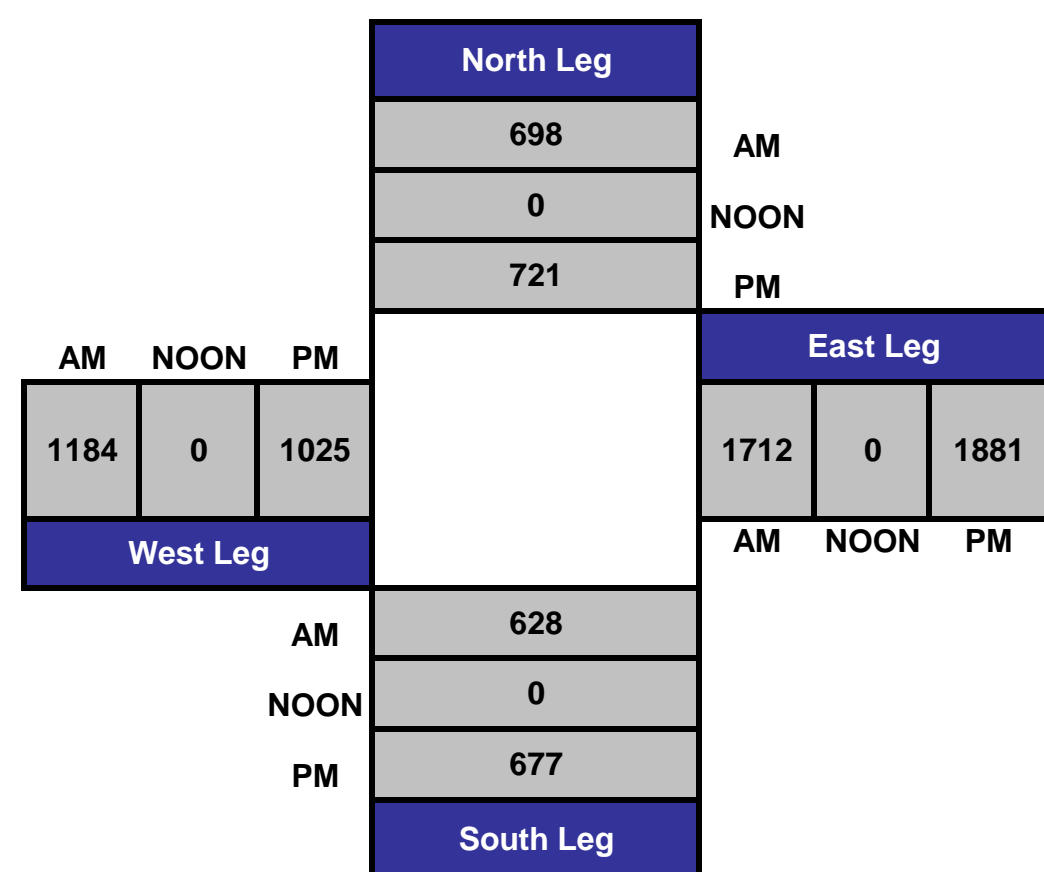 North Leg
698 AM
0 NOON
721 PM
AM NOON PM
East Leg
1184 0 1025
1712 0 1881
West Leg
AM NOON PM
AM 628
NOON 0
PM 677
South Leg